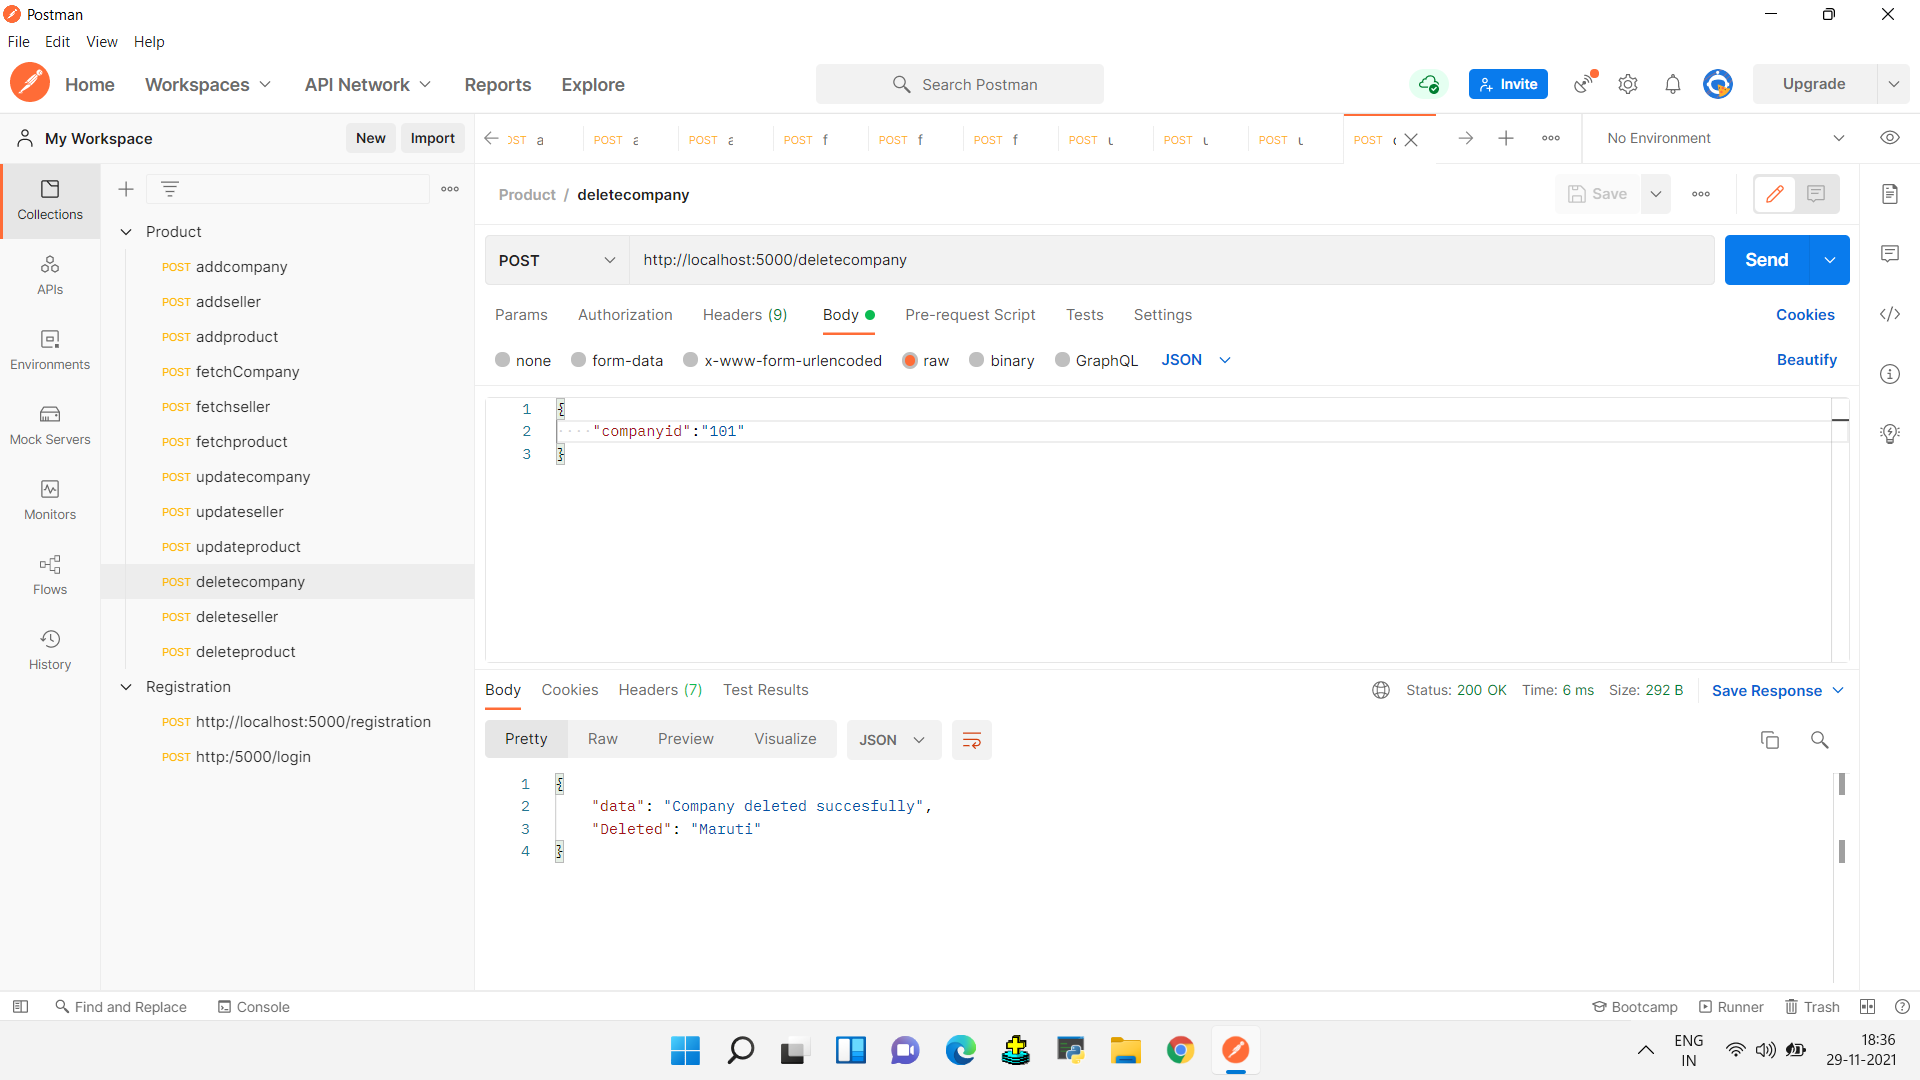 Postman
File Edit View Help
Home Workspaces API Network Reports Explore Search Postman Invite Upgrade
My Workspace New Import POST a POST a POST f POST f POST f POST POST POST POST No Environment
Product / deletecompany Save
Collections
Product
POST addcompany
POST addseller
POST addproduct
POST fetchCompany
POST fetchseller
POST fetchproduct
POST updatecompany
POST updateseller
POST updateproduct
POST deletecompany
POST deleteseller
POST deleteproduct
Registration
POST http://localhost:5000/registration
POST http:/5000/login
APIs
Environments
Mock Servers
Monitors
Flows
History
POST http://localhost:5000/deletecompany Send
Params Authorization Headers (9) Body Pre-request Script Tests Settings Cookies
none form-data x-www-form-urlencoded raw binary GraphQL JSON Beautify
1 {
2 "companyid":"101"
3 }
Body Cookies Headers (7) Test Results Status: 200 OK Time: 6 ms Size: 292 B Save Response
Pretty Raw Preview Visualize JSON
1 {
2 "data": "Company deleted succesfully",
3 "Deleted": "Maruti"
4 }
Find and Replace Console Bootcamp Runner Trash
ENG
IN
18:36
29-11-2021